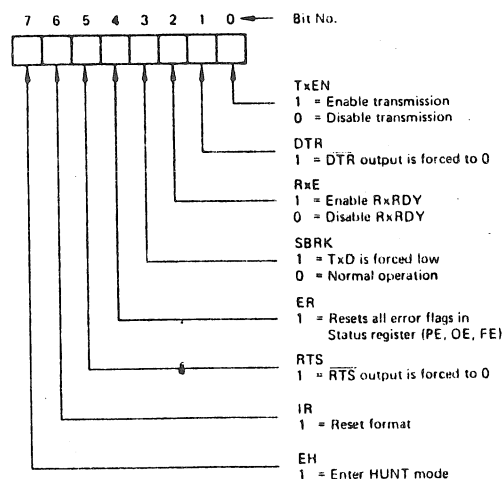 7 6 5 4 3 2 1 0 Bit No.
TxEN
1 = Enable transmission
0 = Disable transmission
DTR
1 = D̅T̅R̅ output is forced to 0
RxE
1 = Enable RxRDY
0 = Disable RxRDY
SBRK
1 = TxD is forced low
0 = Normal operation
ER
1 = Resets all error flags in
Status register (PE, OE, FE)
RTS
1 = R̅T̅S̅ output is forced to 0
IR
1 = Reset format
EH
1 = Enter HUNT mode